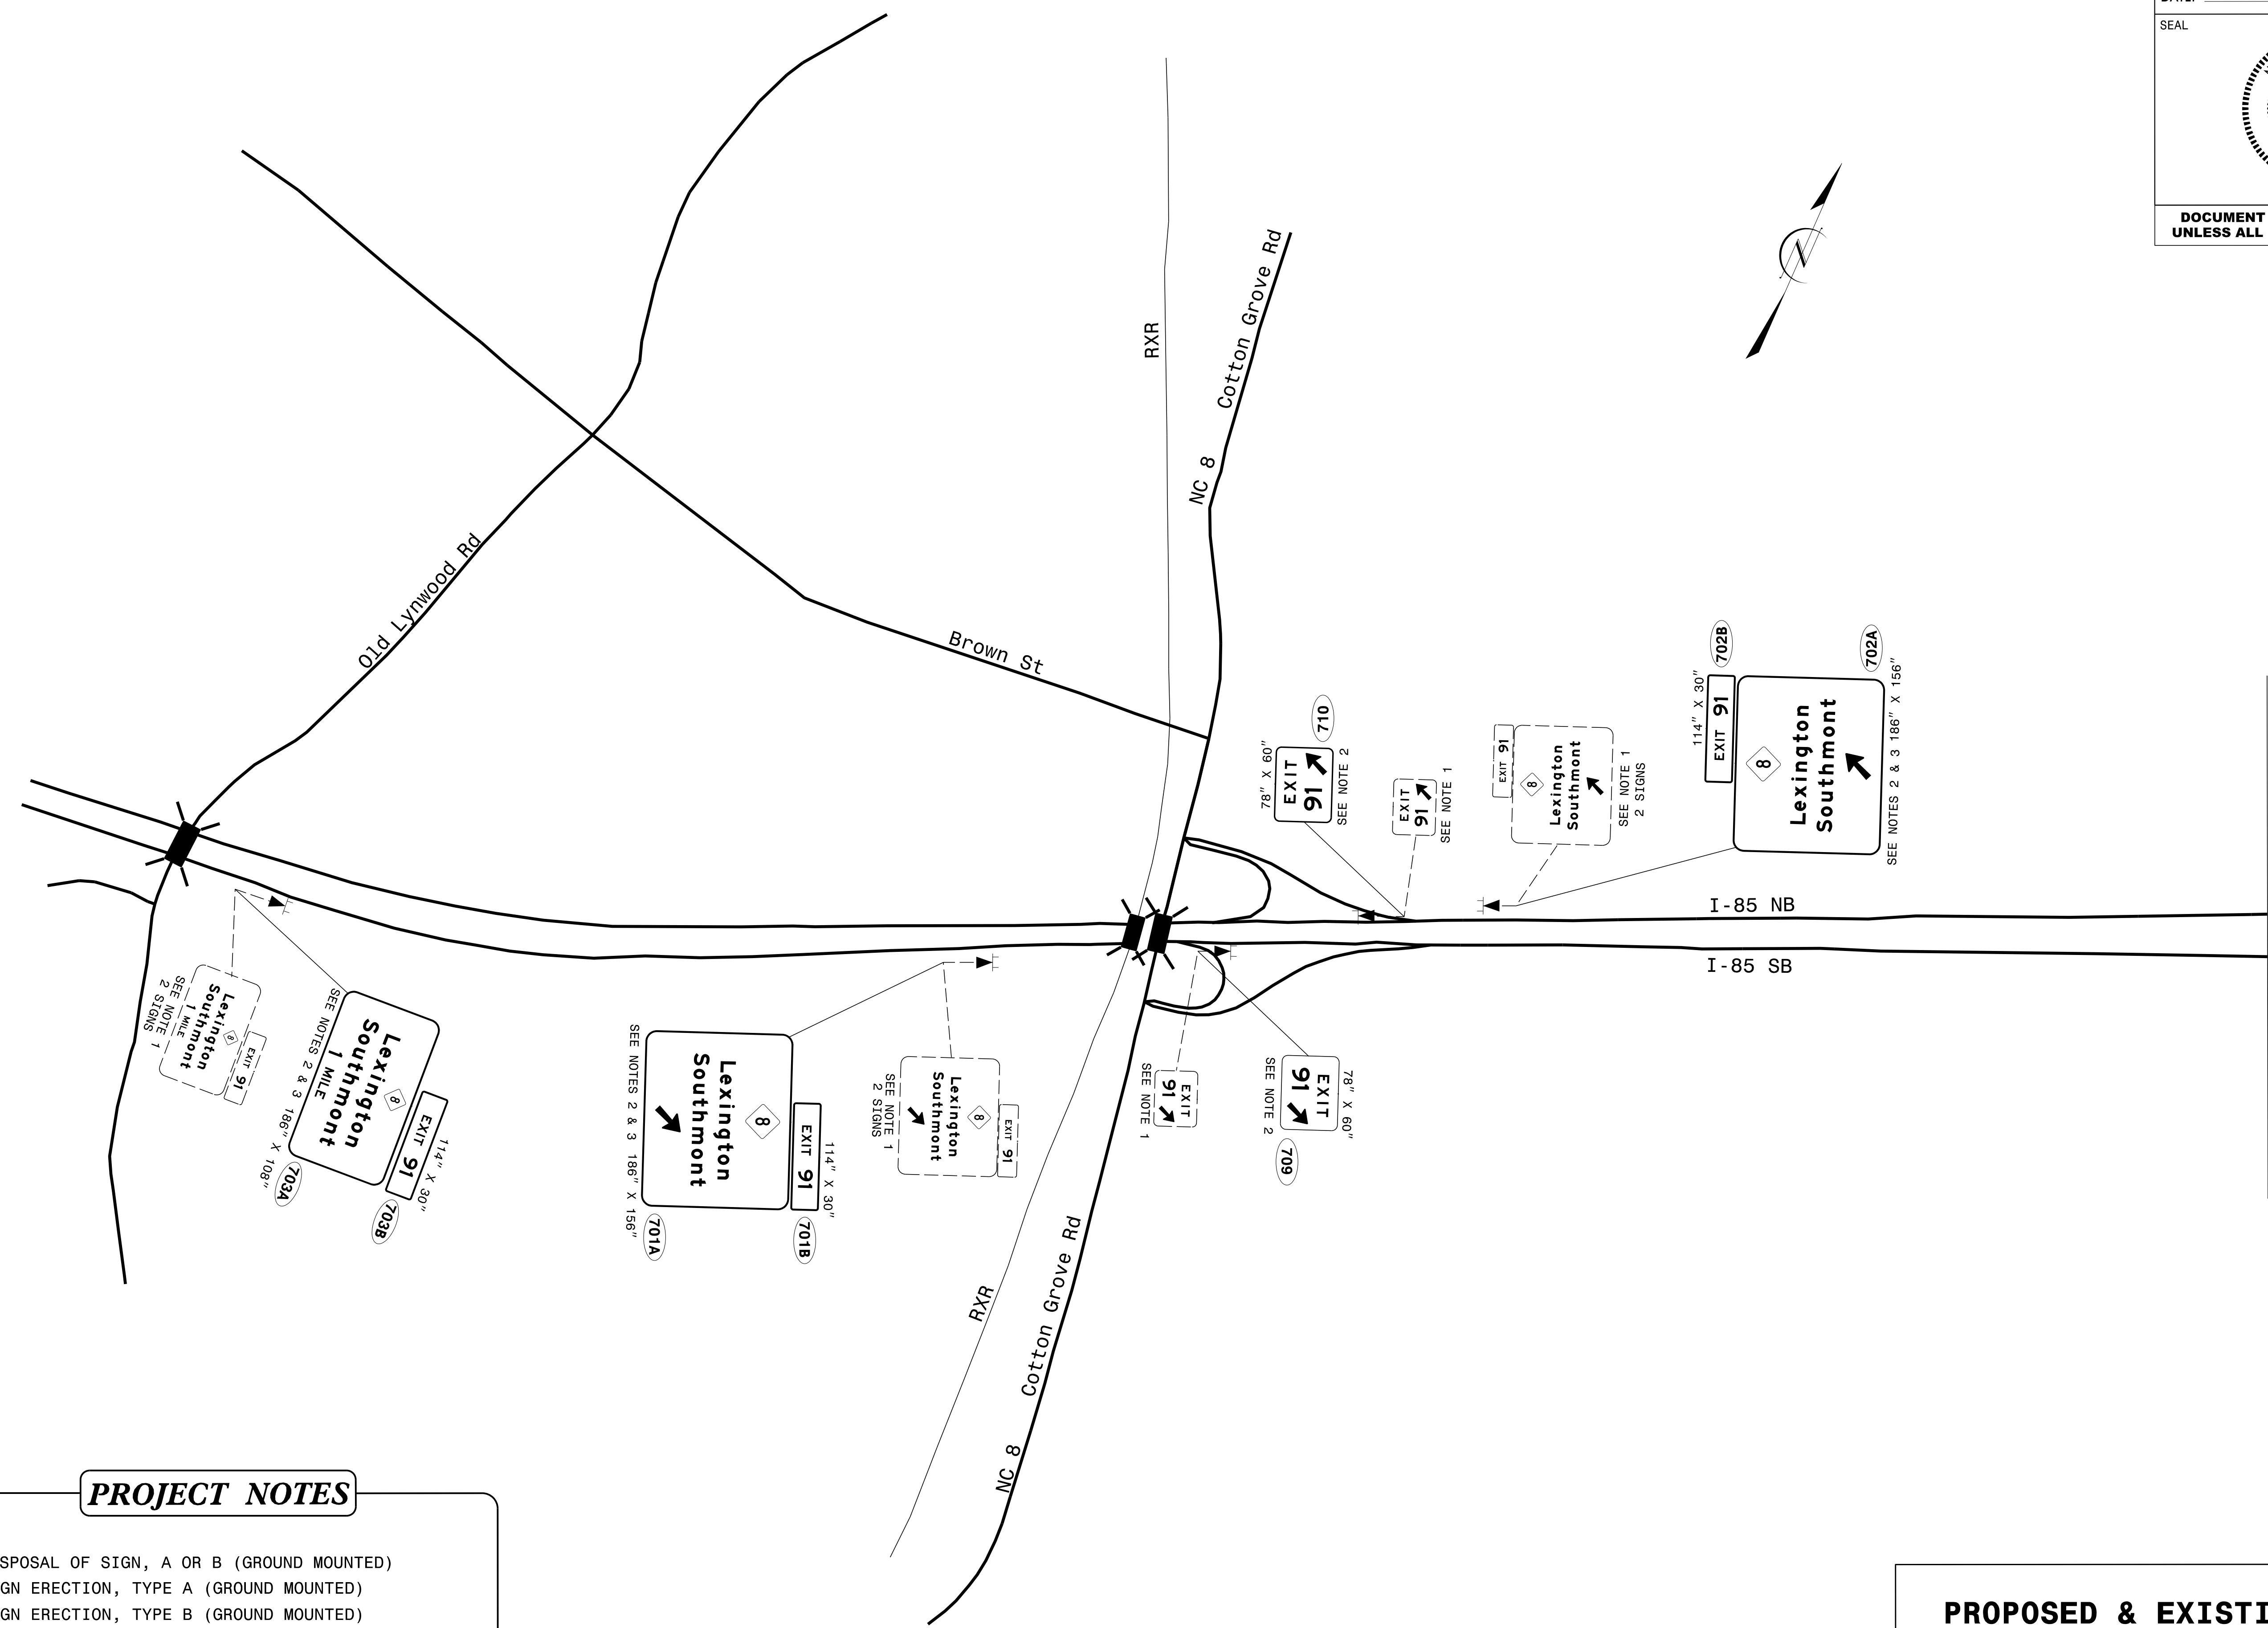 SEAL
DOCUMENT
UNLESS ALL
RXR
Cotton Grove Rd
NC 8
Old Lynwood Rd
Brown St
710
78" X 60"
EXIT
91
SEE NOTE 2
EXIT
91
SEE NOTE 1
EXIT 91
8
Lexington
Southmont
SEE NOTE 1
2 SIGNS
702B
114" X 30"
EXIT 91
702A
8
Lexington
Southmont
SEE NOTES 2 & 3 186" X 156"
I-85 NB
I-85 SB
EXIT 91
8
Lexington
Southmont
1 MILE
SEE NOTE 1
2 SIGNS
114" X 30"
EXIT 91
703B
8
Lexington
Southmont
1 MILE
SEE NOTES 2 & 3 186" X 108"
703A
114" X 30"
EXIT 91
701B
8
Lexington
Southmont
SEE NOTES 2 & 3 186" X 156"
701A
EXIT 91
8
Lexington
Southmont
SEE NOTE 1
2 SIGNS
EXIT
91
SEE NOTE 1
78" X 60"
EXIT
91
SEE NOTE 2
709
RXR
Cotton Grove Rd
NC 8
PROJECT NOTES
SPOSAL OF SIGN, A OR B (GROUND MOUNTED)
GN ERECTION, TYPE A (GROUND MOUNTED)
GN ERECTION, TYPE B (GROUND MOUNTED)
PROPOSED & EXISTI